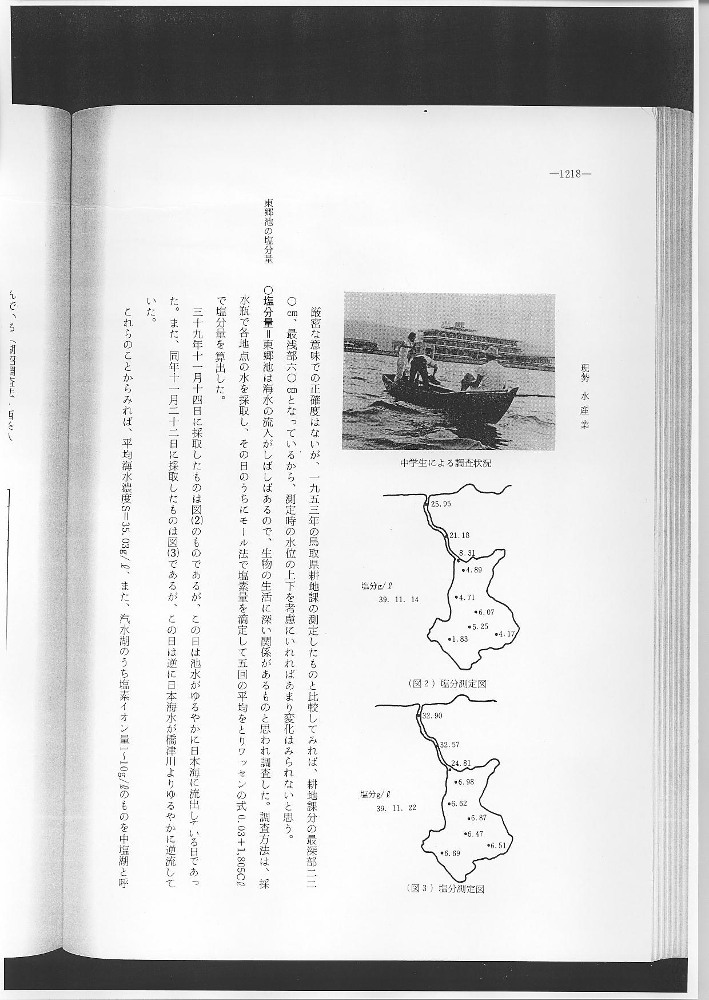 —1218—
現勢 水産業
中学生による調査状況
25.95
21.18
8.31
4.89
4.71
6.07
5.25
4.17
1.83
塩分g/ℓ
39. 11. 14
(図2)塩分測定図
32.90
32.57
24.81
6.98
6.62
6.87
6.47
6.51
6.69
塩分g/ℓ
39. 11. 22
(図3)塩分測定図
厳密な意味での正確度はないが、一九五三年の鳥取県耕地課の測定したものと比較してみれば、耕地課分の最深部二二
〇cm、最浅部六〇cmとなっているから、測定時の水位の上下を考慮にいれればあまり変化はみられないと思う。
東郷池の塩分量
〇塩分量＝東郷池は海水の流入がしばしばあるので、生物の生活に深い関係があるものと思われ調査した。調査方法は、採
水瓶で各地点の水を採取し、その日のうちにモール法で塩素量を滴定して五回の平均をとりワッセンの式0.03＋1,805Cℓ
で塩分量を算出した。
三十九年十一月十四日に採取したものは図(2)のものであるが、この日は池水がゆるやかに日本海に流出している日であっ
た。また、同年十一月二十二日に採取したものは図(3)であるが、この日は逆に日本海水が橋津川よりゆるやかに逆流して
いた。
これらのことからみれば、平均海水濃度S＝35.03g/ℓ、また、汽水湖のうち塩素イオン量1～10g/ℓのものを中塩湖と呼
んでいる（湖沼調査法